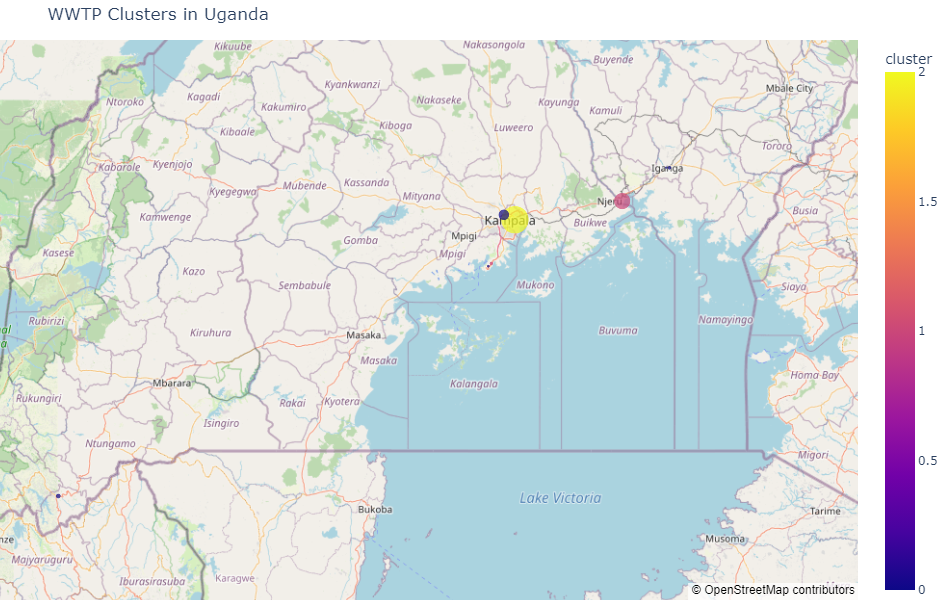 WWTP Clusters in Uganda
Kikuube
Nakasongola
Buyende
Kyankwanzi
Mbale City
Ntoroko
Kagadi
Kakumiro
Nakaseke
Kayunga
Kamuli
Kibaale
Kiboga
Luweero
Tororo
Kabarole
Kyenjojo
Iganga
Kyegegwa
Mubende
Kassanda
Mityana
Njeru
Kamwenge
Kampala
Busia
Buikwe
Mpigi
Gomba
Mpigi
Kasese
Kazo
Sembabule
Mukono
Siaya
Rubirizi
Kiruhura
Masaka
Buvuma
Namayingo
Masaka
Mbarara
Kalangala
Homa Bay
Rukungiri
Rakai
Kyotera
Isingiro
Ntungamo
Migori
Lake Victoria
Bukoba
Tarime
Musoma
Mayjaruguru
Iburasirasuba
Karagwe
© OpenStreetMap contributors
cluster
2
1.5
1
0.5
0